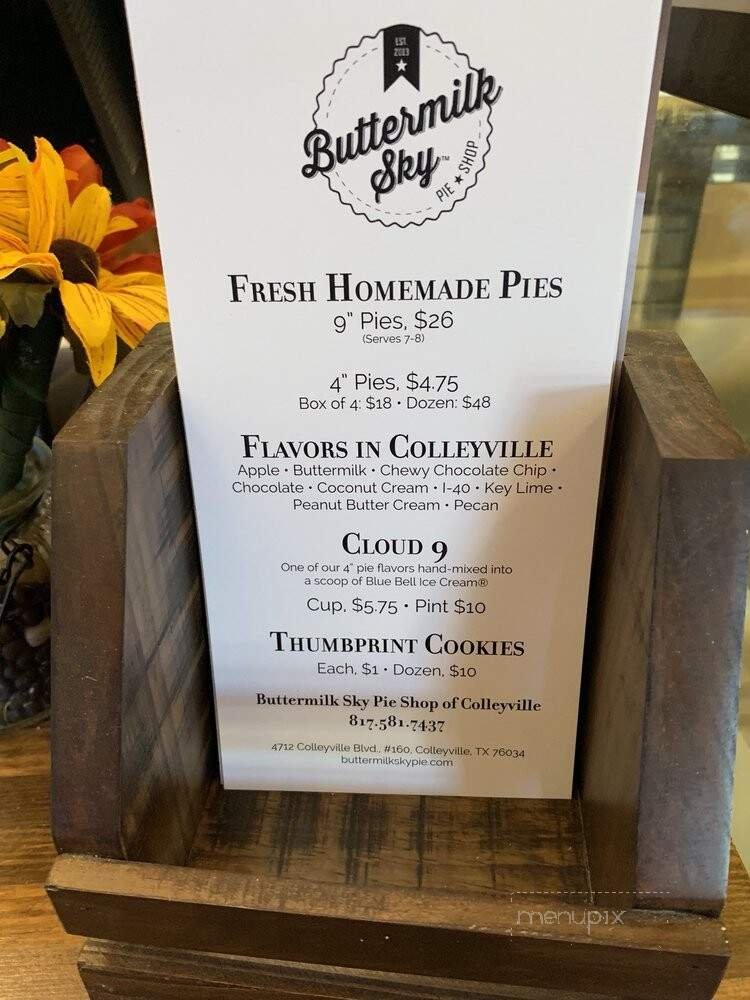 EST.
2013
Buttermilk
Sky™
PIE ★ SHOP
FRESH HOMEMADE PIES
9" Pies, $26
(Serves 7-8)
4" Pies, $4.75
Box of 4: $18 • Dozen: $48
FLAVORS IN COLLEYVILLE
Apple • Buttermilk • Chewy Chocolate Chip •
Chocolate • Coconut Cream • I-40 • Key Lime •
Peanut Butter Cream • Pecan
CLOUD 9
One of our 4" pie flavors hand-mixed into
a scoop of Blue Bell Ice Cream®
Cup, $5.75 • Pint $10
THUMBPRINT COOKIES
Each, $1 • Dozen, $10
Buttermilk Sky Pie Shop of Colleyville
817.581.7437
4712 Colleyville Blvd., #160, Colleyville, TX 76034
buttermilkskypie.com
menupix